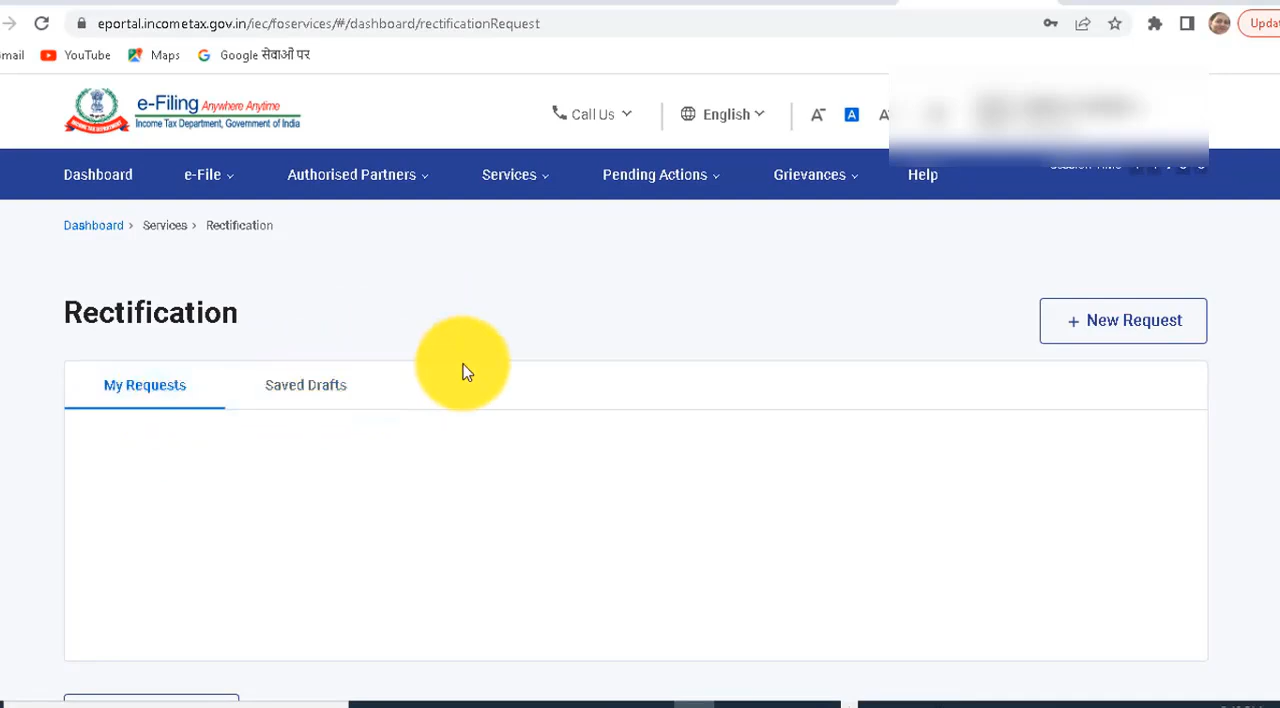 eportal.incometax.gov.in/iec/foservices/#/dashboard/rectificationRequest
Updat
mail YouTube Maps Google सेवाओं पर
e-Filing Anywhere Anytime
Income Tax Department, Government of India
Call Us English A A A
Dashboard e-File Authorised Partners Services Pending Actions Grievances Help
Dashboard > Services > Rectification
Rectification
+ New Request
My Requests Saved Drafts